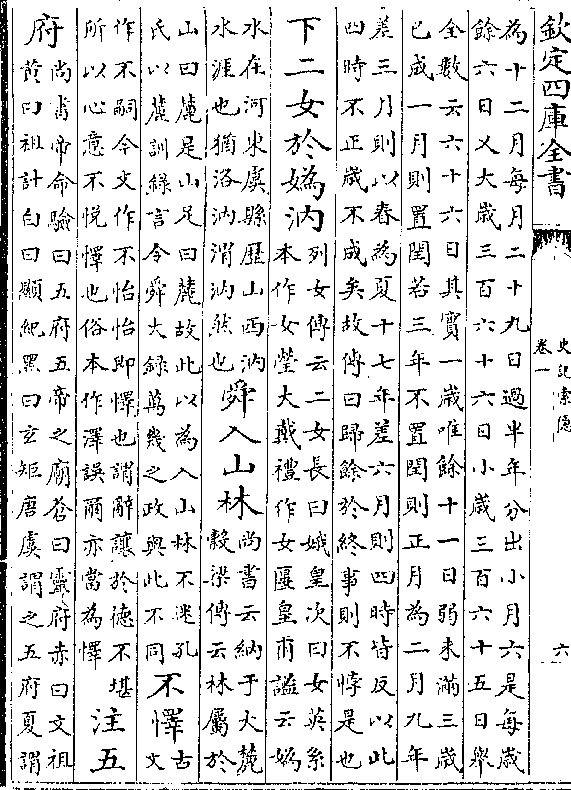 欽定四庫全書
史記索隱
卷一
六
為十二月每月二十九日過半年分出小月六是每歲
餘六日又大歲三百六十六日小歲三百六十五日舉
全數云六十六日其實一歲唯餘十一日弱未滿三歲
已成一月則置閏若三年不置閏則正月為二月九年
差三月則以春為夏十七年差六月則四時皆反以此
四時不正歲不成矣故傳曰歸餘於終事則不悖是也
下二女於媯汭
列女傳云二女長曰娥皇次曰女英系
本作女瑩大戴禮作女匽皇甫謐云媯
水在河東虞縣歷山西汭
水涯也猶洛汭渭汭然也
舜入山林
尚書云納于大麓
穀梁傳云林屬於
山曰麓是山足曰麓故此以為入山林不迷孔
氏以麓訓錄言令舜大錄萬幾之政與此不同
不懌
古
文
作不嗣今文作不怡怡即懌也謂辭讓於德不堪
所以心意不悅懌也俗本作澤誤爾亦當為懌
注五
府
尚書帝命驗曰五府五帝之廟蒼曰靈府赤曰文祖
黄曰祖計白曰顯紀黑曰玄矩唐虞謂之五府夏謂